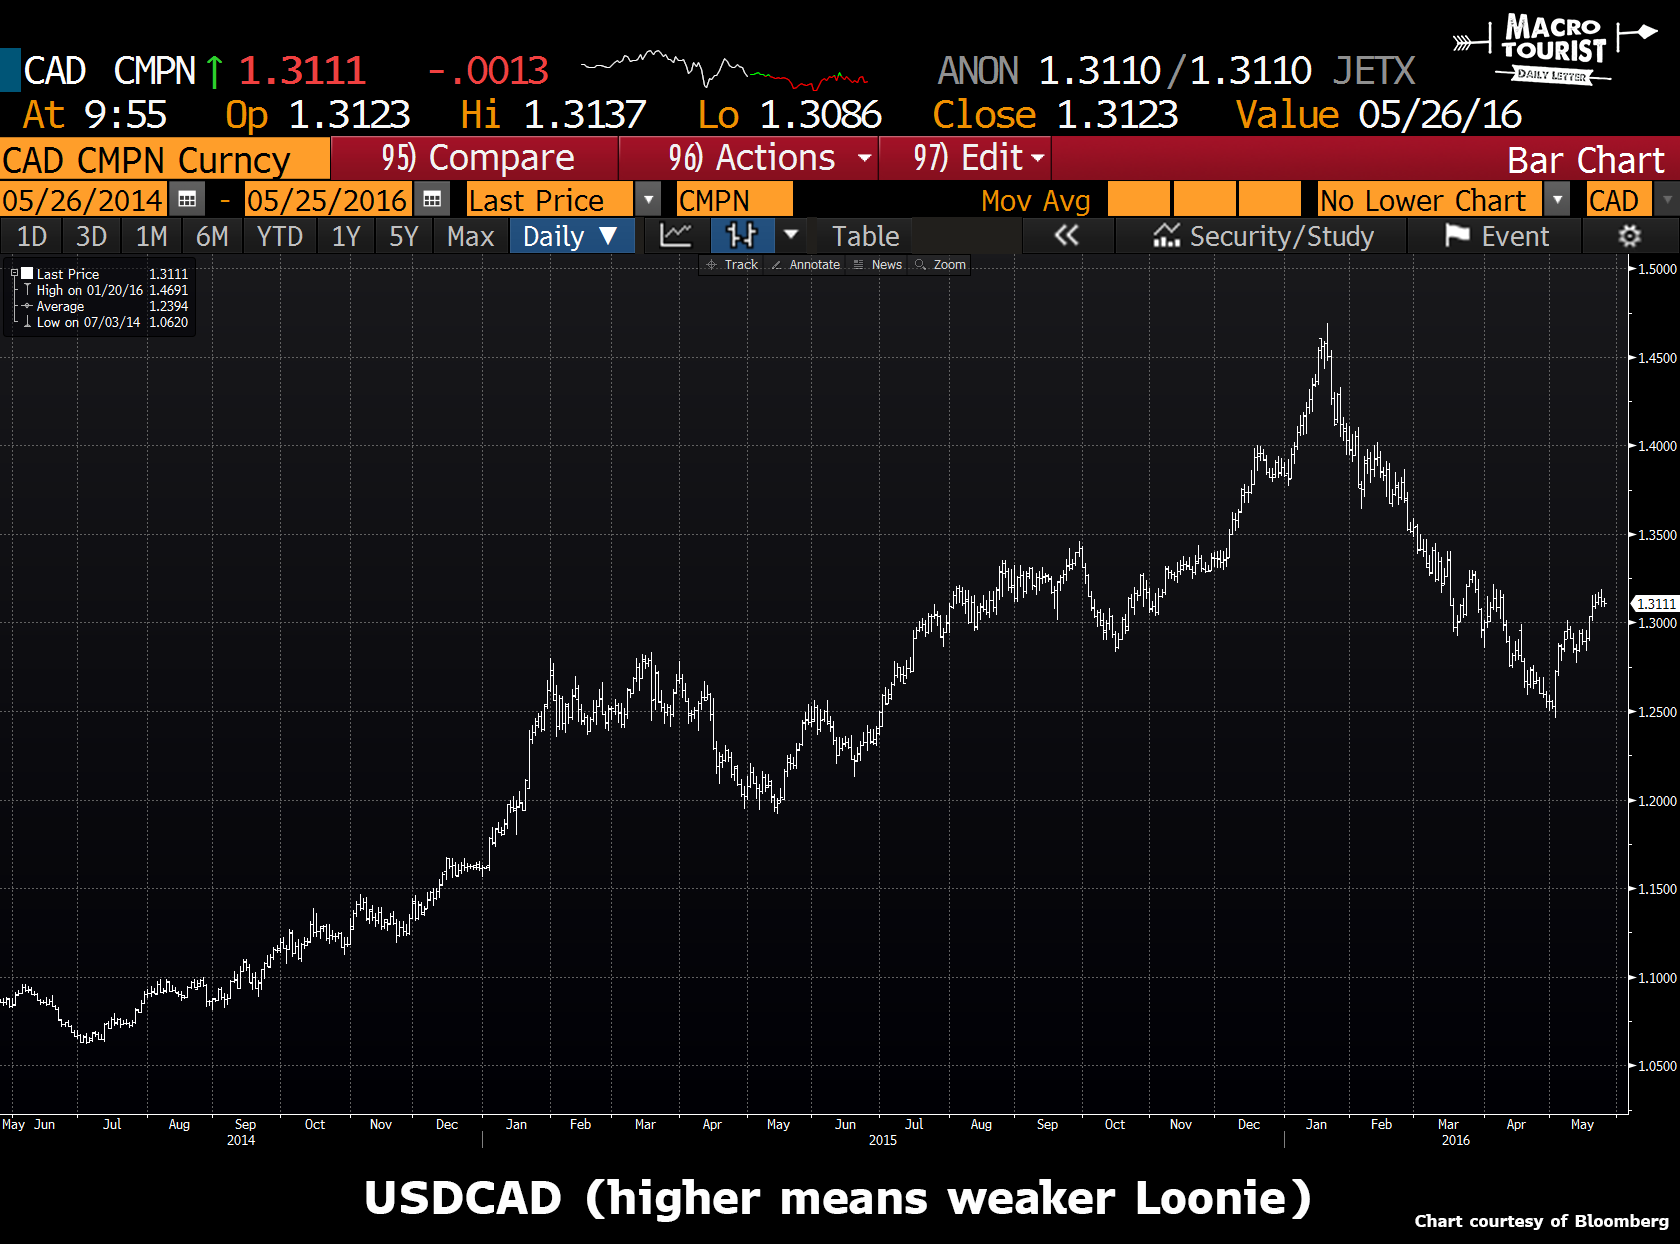 CAD CMPN ↑ 1.3111 -.0013 ANON 1.3110/1.3110 JETX
MACRO
TOURIST
DAILY LETTER
At 9:55 Op 1.3123 Hi 1.3137 Lo 1.3086 Close 1.3123 Value 05/26/16
CAD CMPN Curncy 95) Compare 96) Actions 97) Edit Bar Chart
05/26/2014 - 05/25/2016 Last Price CMPN Mov Avg No Lower Chart CAD
1D 3D 1M 6M YTD 1Y 5Y Max Daily ▼ Table « Security/Study Event
Track Annotate News Zoom
Last Price 1.3111
High on 01/20/16 1.4691
Average 1.2394
Low on 07/03/14 1.0620
1.5000
1.4500
1.4000
1.3500
1.3111
1.3000
1.2500
1.2000
1.1500
1.1000
1.0500
May Jun Jul Aug Sep Oct Nov Dec Jan Feb Mar Apr May Jun Jul Aug Sep Oct Nov Dec Jan Feb Mar Apr May
2014 2015 2016
USDCAD (higher means weaker Loonie)
Chart courtesy of Bloomberg